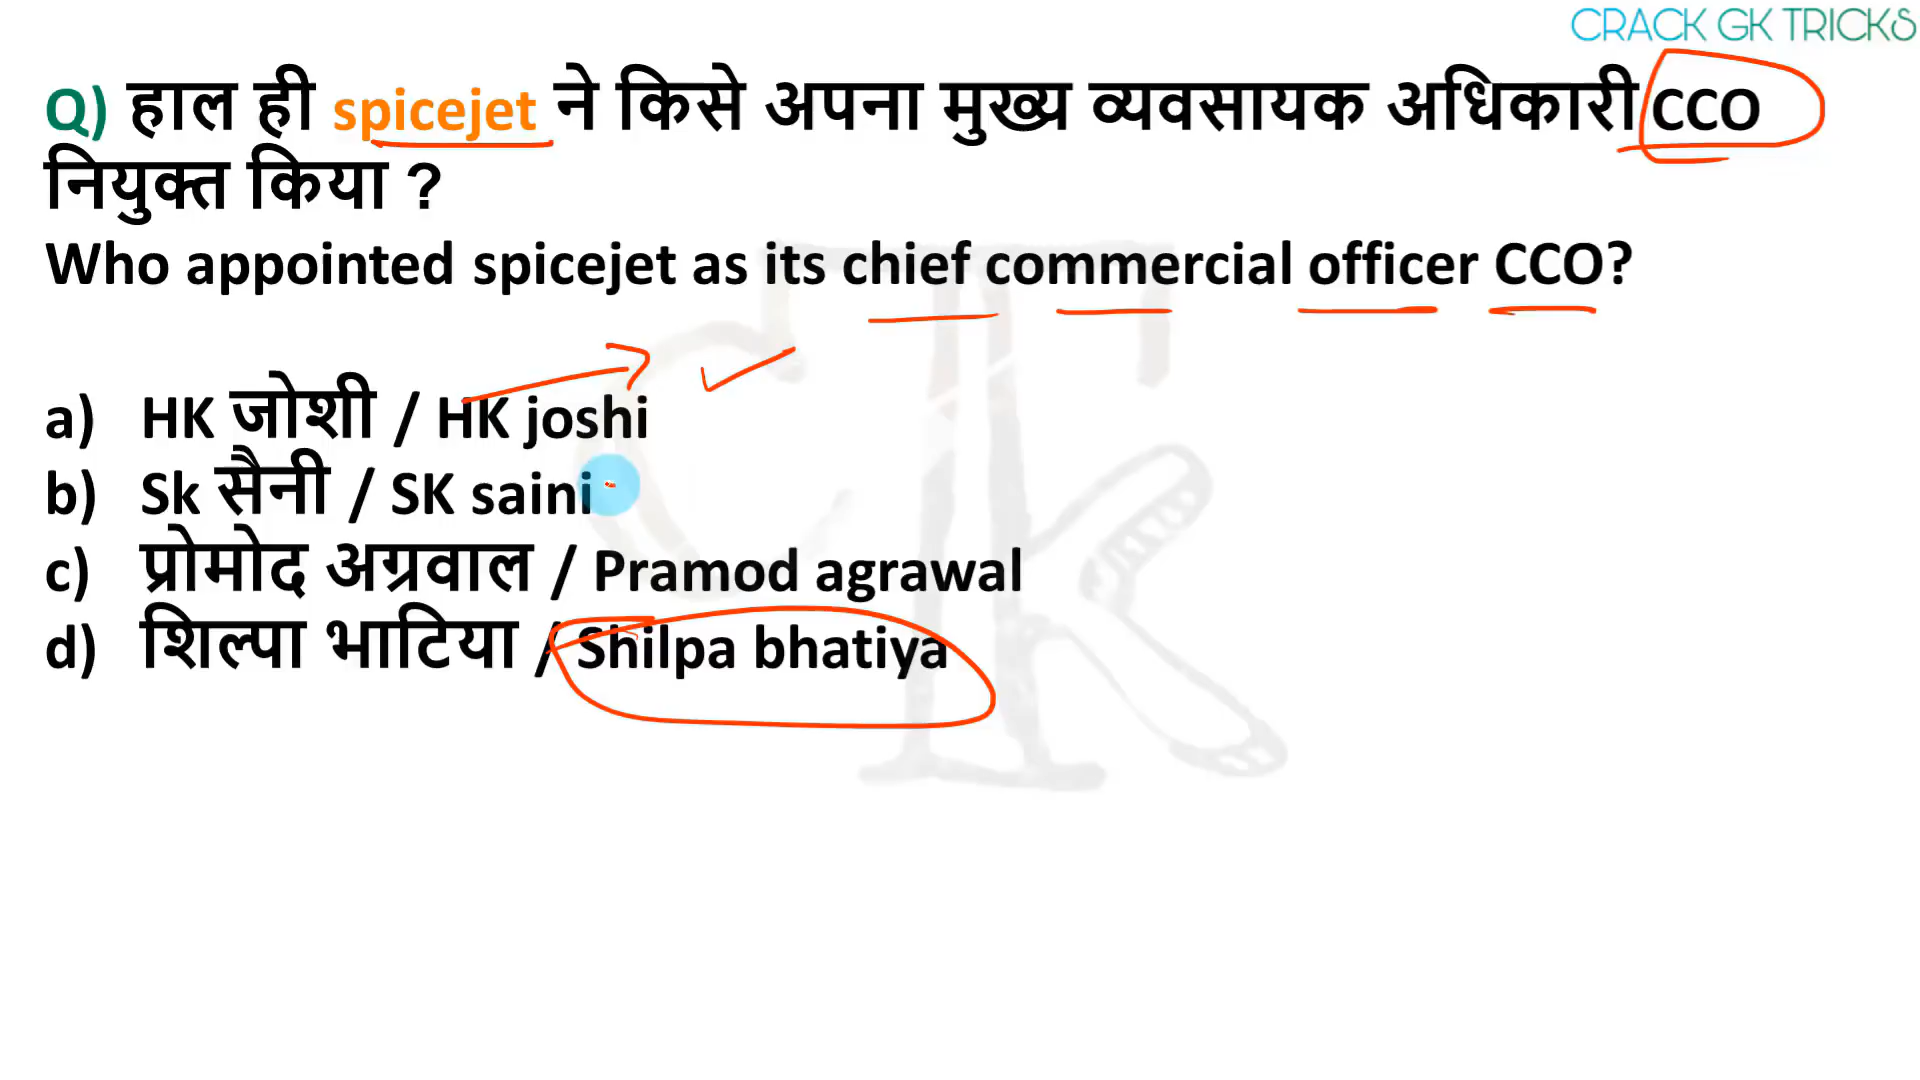 CRACK GK TRICKS
Q) हाल ही spicejet ने किसे अपना मुख्य व्यवसायक अधिकारी CCO
नियुक्त किया ?
Who appointed spicejet as its chief commercial officer CCO?
a) HK जोशी / HK joshi
b) Sk सैनी / SK saini
c) प्रोमोद अग्रवाल / Pramod agrawal
d) शिल्पा भाटिया / Shilpa bhatiya